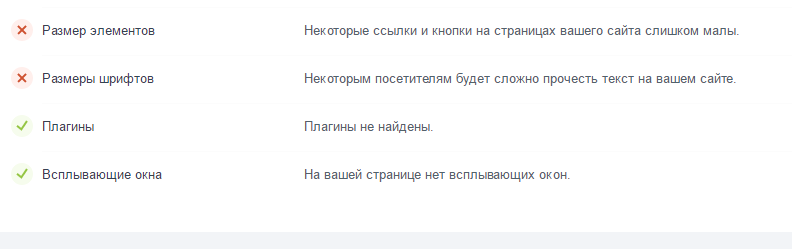 Размер элементов Некоторые ссылки и кнопки на страницах вашего сайта слишком малы.
Размеры шрифтов Некоторым посетителям будет сложно прочесть текст на вашем сайте.
Плагины Плагины не найдены.
Всплывающие окна На вашей странице нет всплывающих окон.